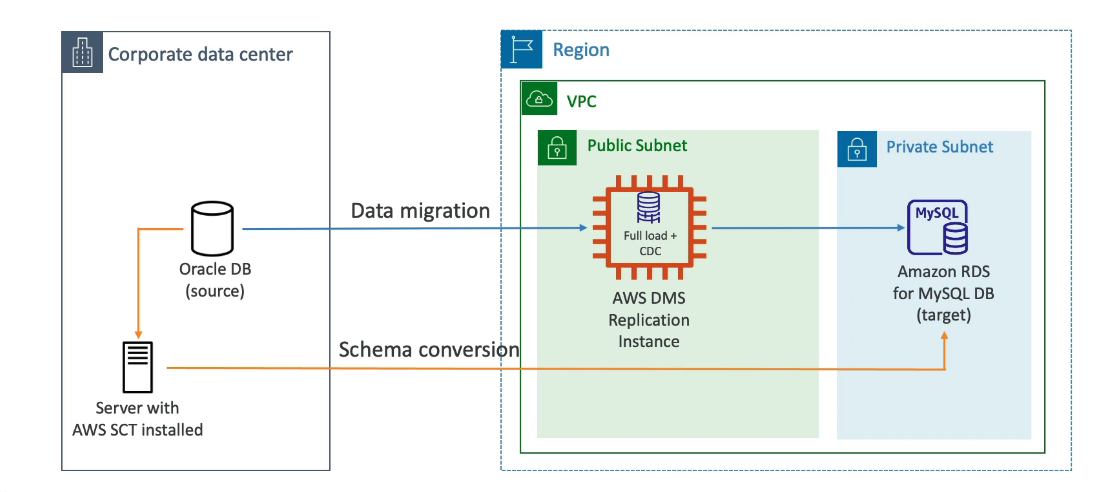 Corporate data center
Region
VPC
Public Subnet
Private Subnet
Data migration
Full load +
CDC
MySQL
Oracle DB
(source)
AWS DMS
Replication
Instance
Amazon RDS
for MySQL DB
(target)
Schema conversion
Server with
AWS SCT installed